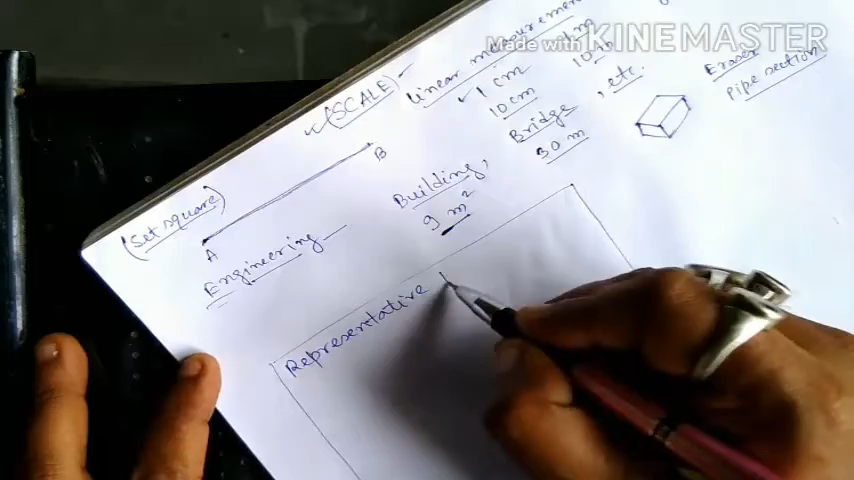 Made with KINEMASTER
(SCALE)
linear measurement
1 cm
10 cm
Eraser
Pipe section
(Set square)
A
B
Engineering
Building,
9 m²
Bridge
30 m
, etc.
Representative